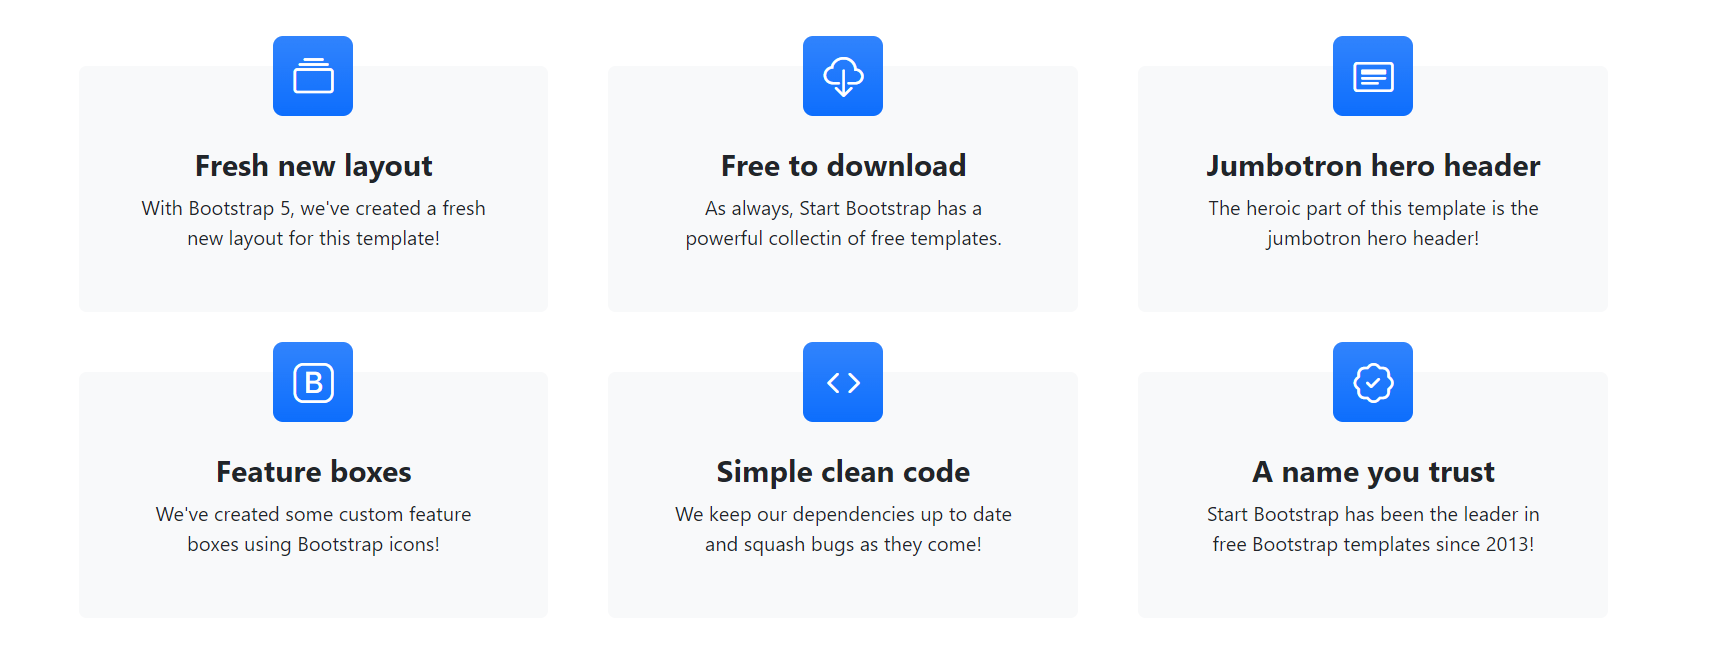 Fresh new layout
With Bootstrap 5, we've created a fresh
new layout for this template!
Free to download
As always, Start Bootstrap has a
powerful collectin of free templates.
Jumbotron hero header
The heroic part of this template is the
jumbotron hero header!
B
Feature boxes
We've created some custom feature
boxes using Bootstrap icons!
Simple clean code
We keep our dependencies up to date
and squash bugs as they come!
A name you trust
Start Bootstrap has been the leader in
free Bootstrap templates since 2013!